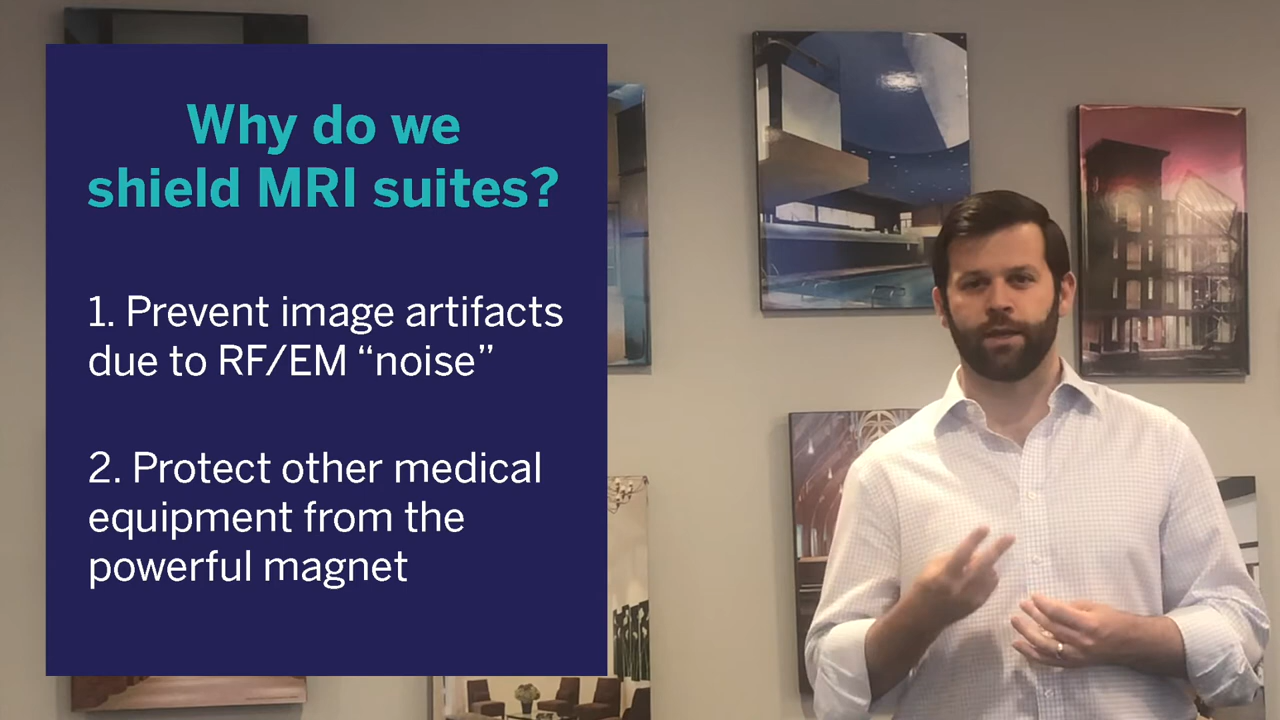 Why do we
shield MRI suites?
1. Prevent image artifacts
due to RF/EM “noise”
2. Protect other medical
equipment from the
powerful magnet